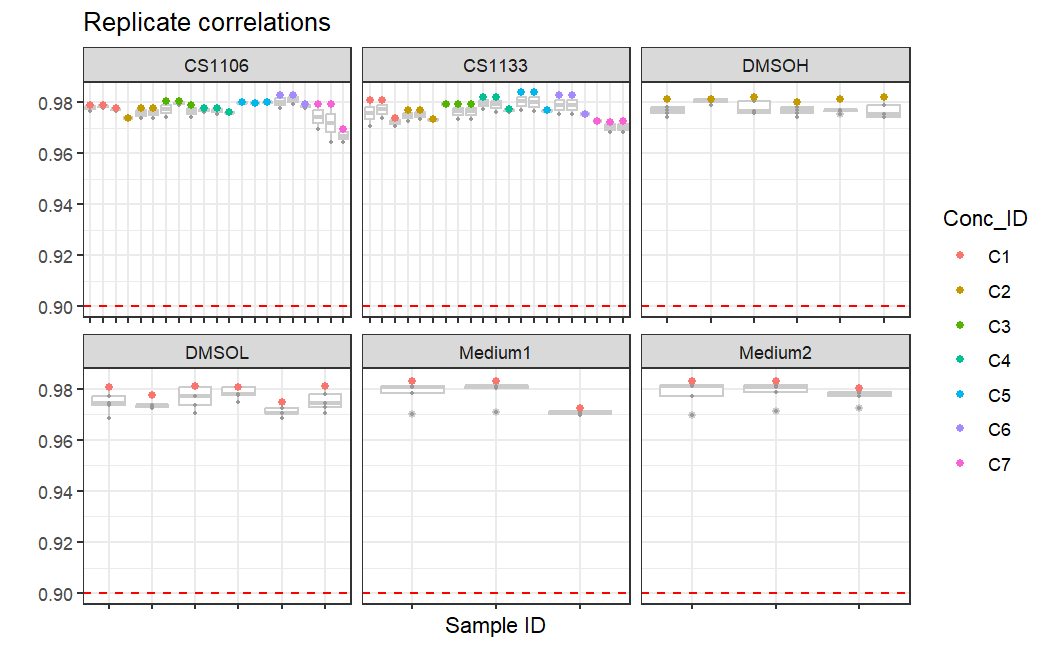 Replicate correlations
CS1106
CS1133
DMSOH
0.98
0.96
0.94
0.92
0.90
DMSOL
Medium1
Medium2
0.98
0.96
0.94
0.92
0.90
Sample ID
Conc_ID
C1
C2
C3
C4
C5
C6
C7